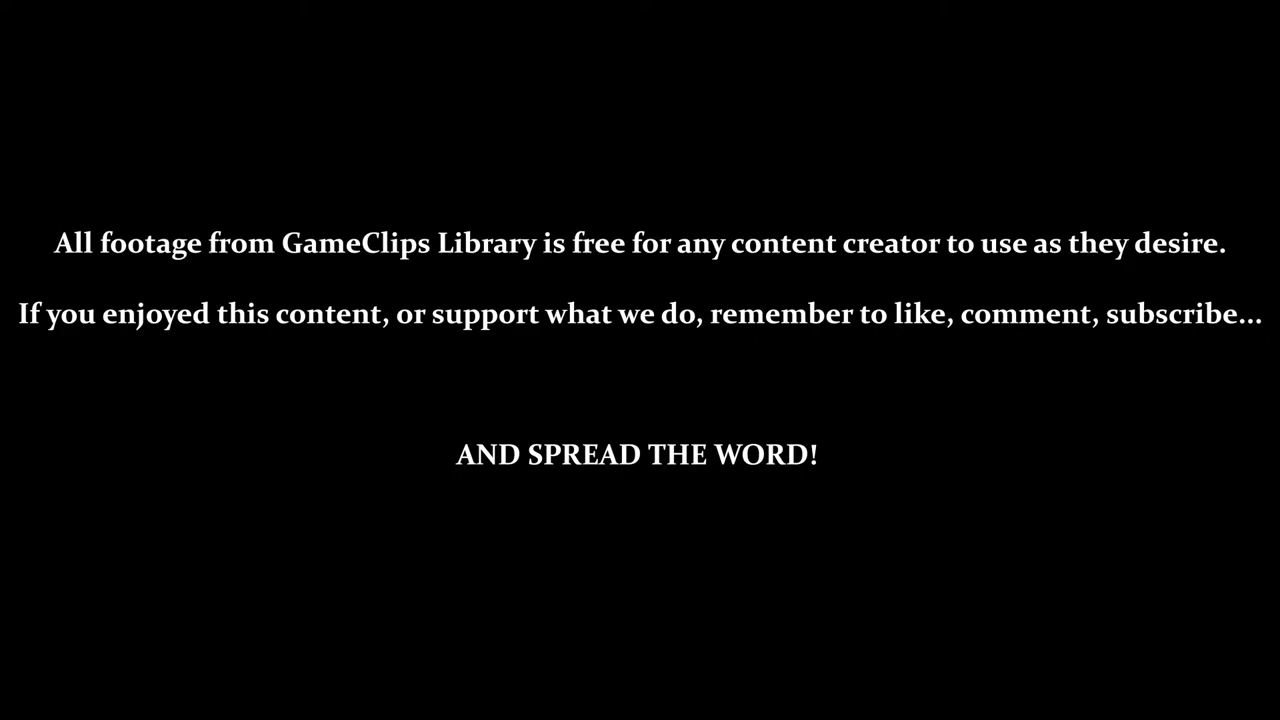 All footage from GameClips Library is free for any content creator to use as they desire.
If you enjoyed this content, or support what we do, remember to like, comment, subscribe...
AND SPREAD THE WORD!